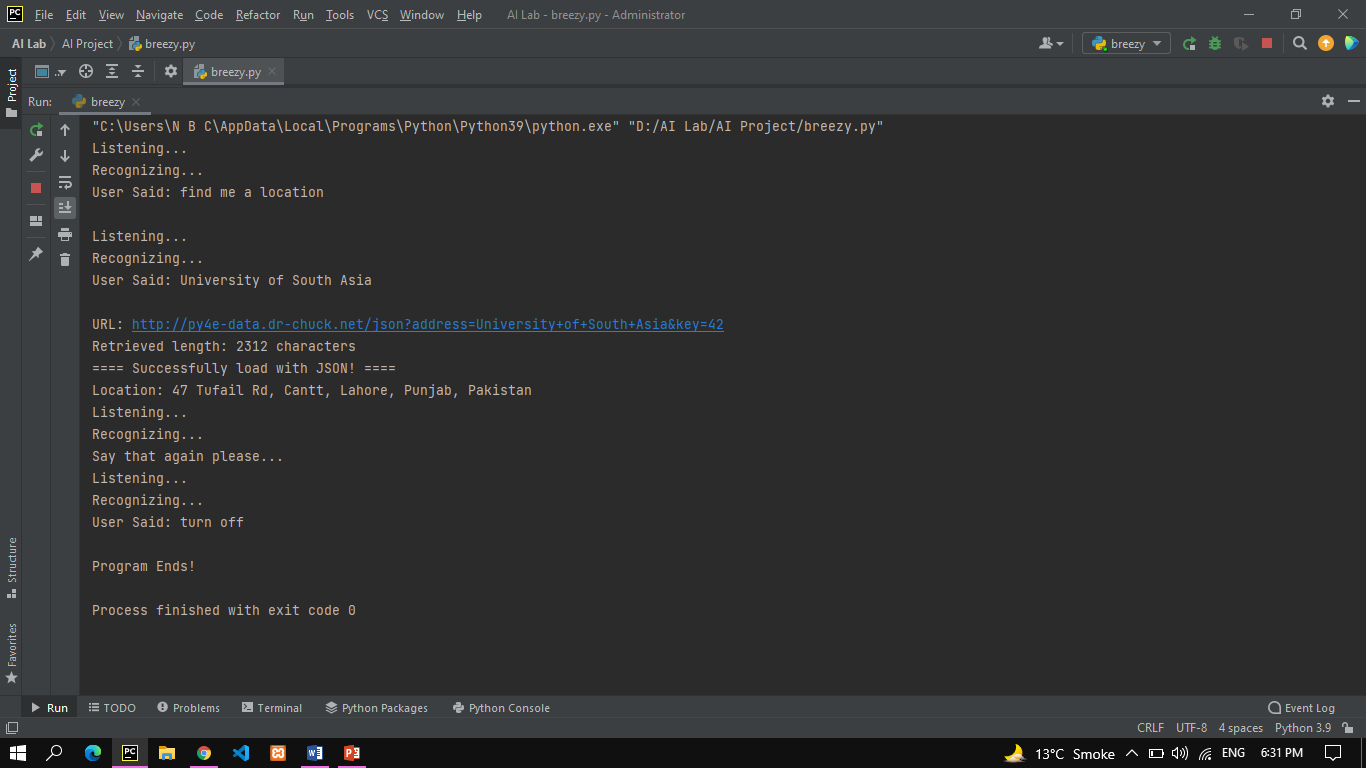 PC File Edit View Navigate Code Refactor Run Tools VCS Window Help AI Lab - breezy.py - Administrator
AI Lab AI Project breezy.py breezy
Project
.. breezy.py
Run: breezy
"C:\Users\N B C\AppData\Local\Programs\Python\Python39\python.exe" "D:/AI Lab/AI Project/breezy.py"
Listening...
Recognizing...
User Said: find me a location
Listening...
Recognizing...
User Said: University of South Asia
URL: http://py4e-data.dr-chuck.net/json?address=University+of+South+Asia&key=42
Retrieved length: 2312 characters
==== Successfully load with JSON! ====
Location: 47 Tufail Rd, Cantt, Lahore, Punjab, Pakistan
Listening...
Recognizing...
Say that again please...
Listening...
Recognizing...
User Said: turn off
Program Ends!
Process finished with exit code 0
Structure
Favorites
Run TODO Problems Terminal Python Packages Python Console Event Log
CRLF UTF-8 4 spaces Python 3.9
PC W P 13°C Smoke ENG 6:31 PM